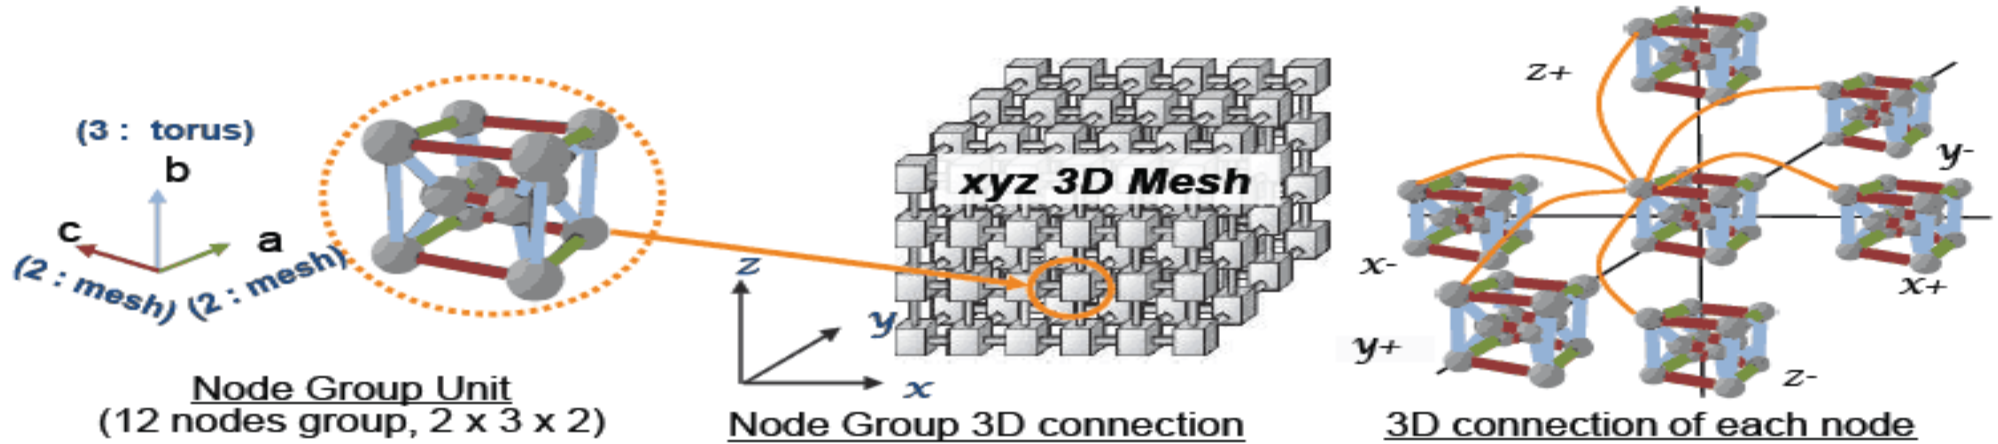 (3 : torus)
b
c
a
(2 : mesh) (2 : mesh)
Node Group Unit
(12 nodes group, 2 x 3 x 2)
xyz 3D Mesh
z
y
x
Node Group 3D connection
z+
y-
x-
x+
y+
z-
3D connection of each node